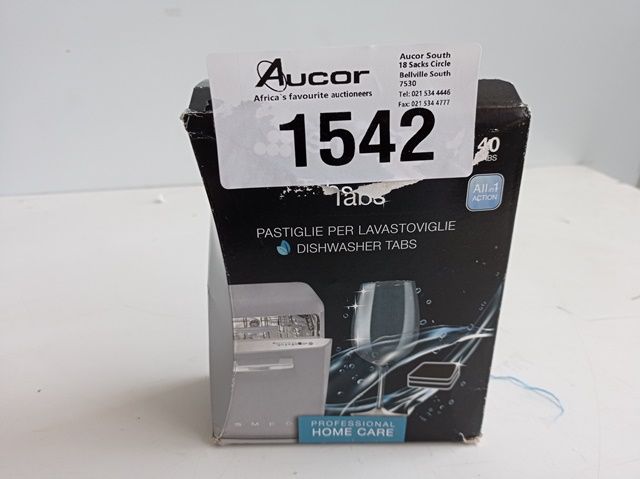 Aucor
Africa's favourite auctioneers
Aucor South
18 Sacks Circle
Bellville South
7530
Tel: 021 534 4446
Fax: 021 534 4777
1542
40
TABS
All in 1
ACTION
Tabs
PASTIGLIE PER LAVASTOVIGLIE
DISHWASHER TABS
SMEG
PROFESSIONAL
HOME CARE